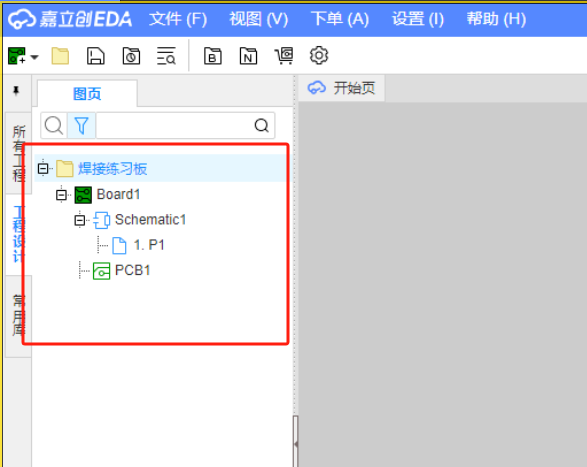 嘉立创EDA 文件 (F) 视图 (V) 下单 (A) 设置 (I) 帮助 (H)
B N
图页
开始页
所有工程
工程设计
常用库
焊接练习板
Board1
Schematic1
1. P1
PCB1